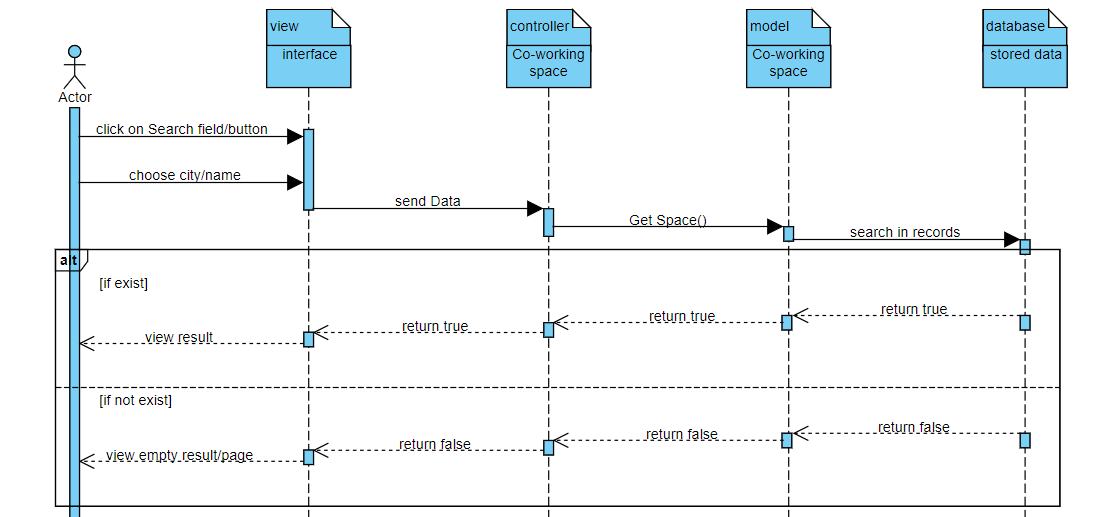 view
controller
model
database
interface
Co-working
space
Co-working
space
stored data
Actor
click on Search field/button
choose city/name
send Data
Get Space()
search in records
alt
[if exist]
return true
return true
return true
view result
[if not exist]
return false
return false
return false
view empty result/page